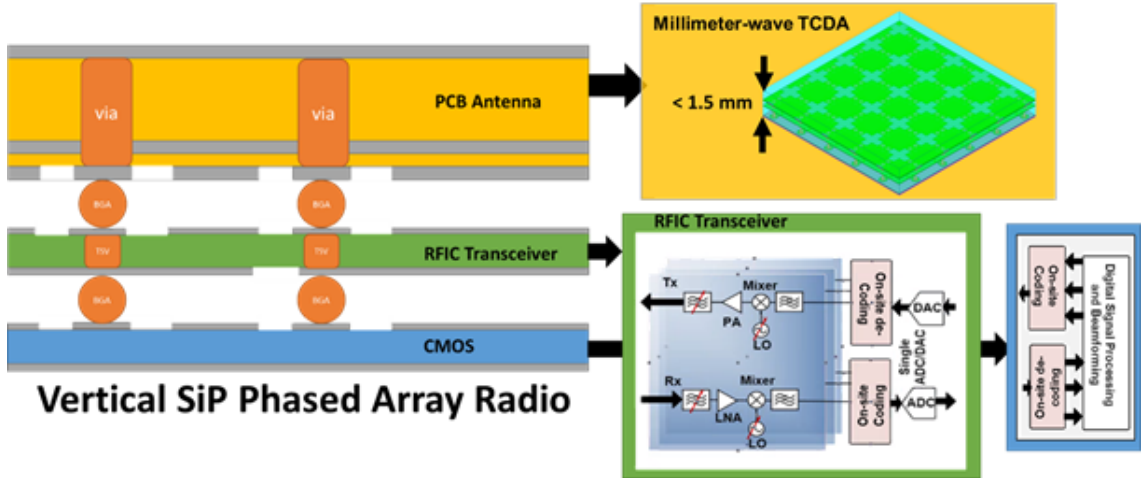 via
via
PCB Antenna
BGA
BGA
TSV
TSV
RFIC Transceiver
BGA
BGA
CMOS
Vertical SiP Phased Array Radio
Millimeter-wave TCDA
< 1.5 mm
RFIC Transceiver
Tx
PA
Mixer
LO
On-site de-
Coding
DAC
Single
ADC/DAC
Rx
LNA
Mixer
LO
On-site
Coding
ADC
On-site
Coding
On-site de-
coding
Digital Signal Processing
and Beamforming